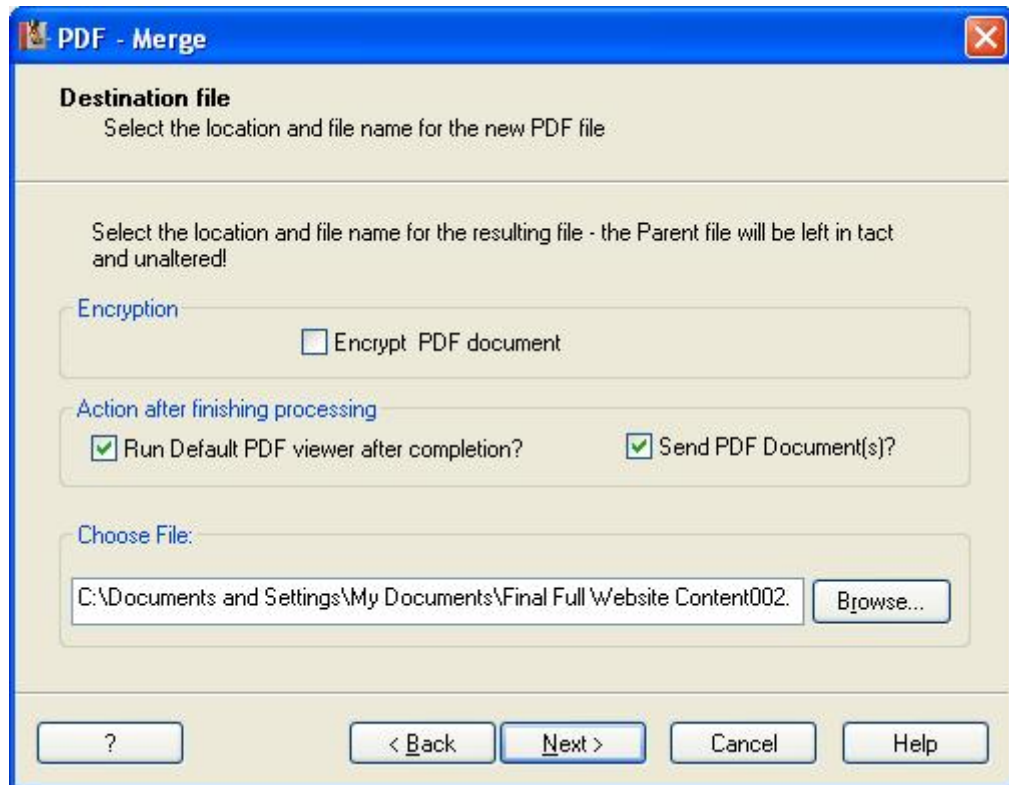 PDF - Merge
Destination file
Select the location and file name for the new PDF file
Select the location and file name for the resulting file - the Parent file will be left in tact
and unaltered!
Encryption
Encrypt  PDF document
Action after finishing processing
Run Default PDF viewer after completion?
Send PDF Document(s)?
Choose File:
C:\Documents and Settings\My Documents\Final Full Website Content002.
Browse...
?
< Back
Next >
Cancel
Help